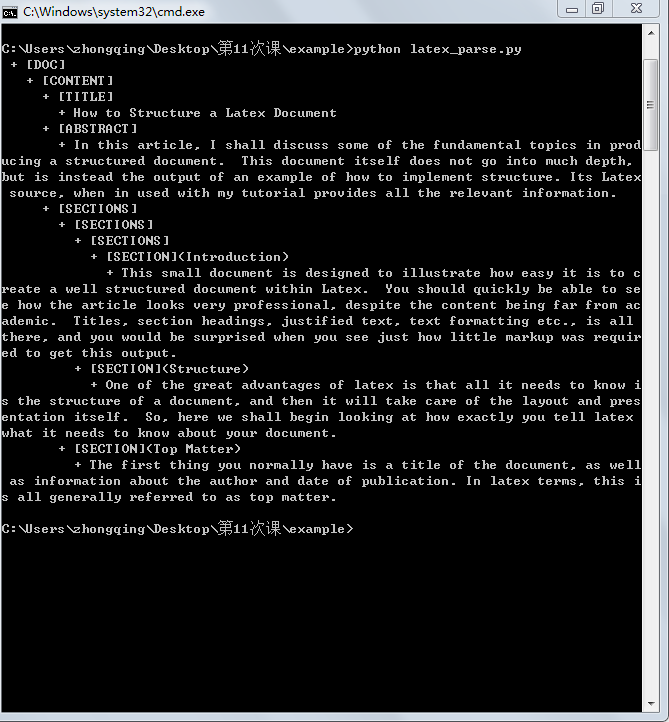 C:\Windows\system32\cmd.exe
C:\Users\zhongqing\Desktop\第11次课\example>python latex_parse.py
+ [DOC]
+ [CONTENT]
+ [TITLE]
+ How to Structure a Latex Document
+ [ABSTRACT]
+ In this article, I shall discuss some of the fundamental topics in prod
ucing a structured document.  This document itself does not go into much depth,
but is instead the output of an example of how to implement structure. Its Latex
 source, when in used with my tutorial provides all the relevant information.
+ [SECTIONS]
+ [SECTIONS]
+ [SECTIONS]
+ [SECTION](Introduction)
+ This small document is designed to illustrate how easy it is to c
reate a well structured document within Latex.  You should quickly be able to se
e how the article looks very professional, despite the content being far from ac
ademic.  Titles, section headings, justified text, text formatting etc., is all
there, and you would be surprised when you see just how little markup was requir
ed to get this output.
+ [SECTION](Structure)
+ One of the great advantages of latex is that all it needs to know i
s the structure of a document, and then it will take care of the layout and pres
entation itself.  So, here we shall begin looking at how exactly you tell latex
what it needs to know about your document.
+ [SECTION](Top Matter)
+ The first thing you normally have is a title of the document, as well
 as information about the author and date of publication. In latex terms, this i
s all generally referred to as top matter.
C:\Users\zhongqing\Desktop\第11次课\example>